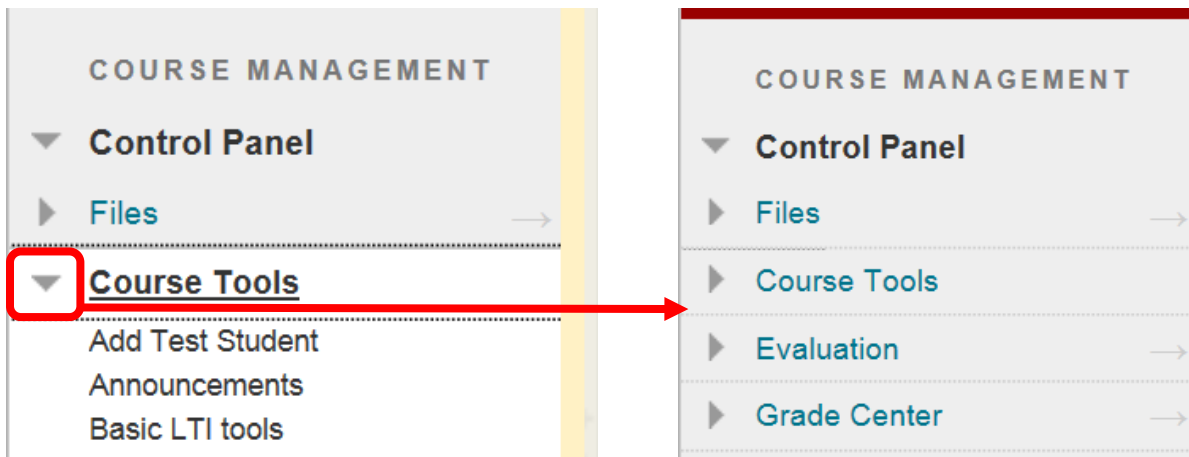 COURSE MANAGEMENT
Control Panel
Files
Course Tools
Add Test Student
Announcements
Basic LTI tools
COURSE MANAGEMENT
Control Panel
Files
Course Tools
Evaluation
Grade Center